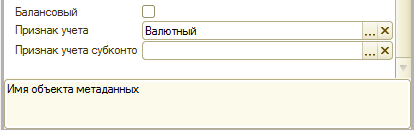 Балансовый
Признак учета Валютный ...
Признак учета субконто ...
Имя объекта метаданных